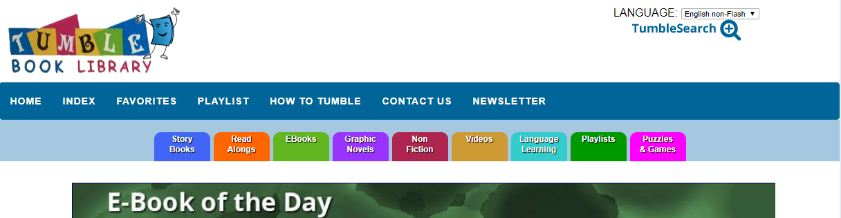 LANGUAGE: English non-Flash
TumbleSearch
TUMBLE
BOOK LIBRARY
HOME INDEX FAVORITES PLAYLIST HOW TO TUMBLE CONTACT US NEWSLETTER
Story Books
Read Alongs
EBooks
Graphic Novels
Non Fiction
Videos
Language Learning
Playlists
Puzzles & Games
E-Book of the Day